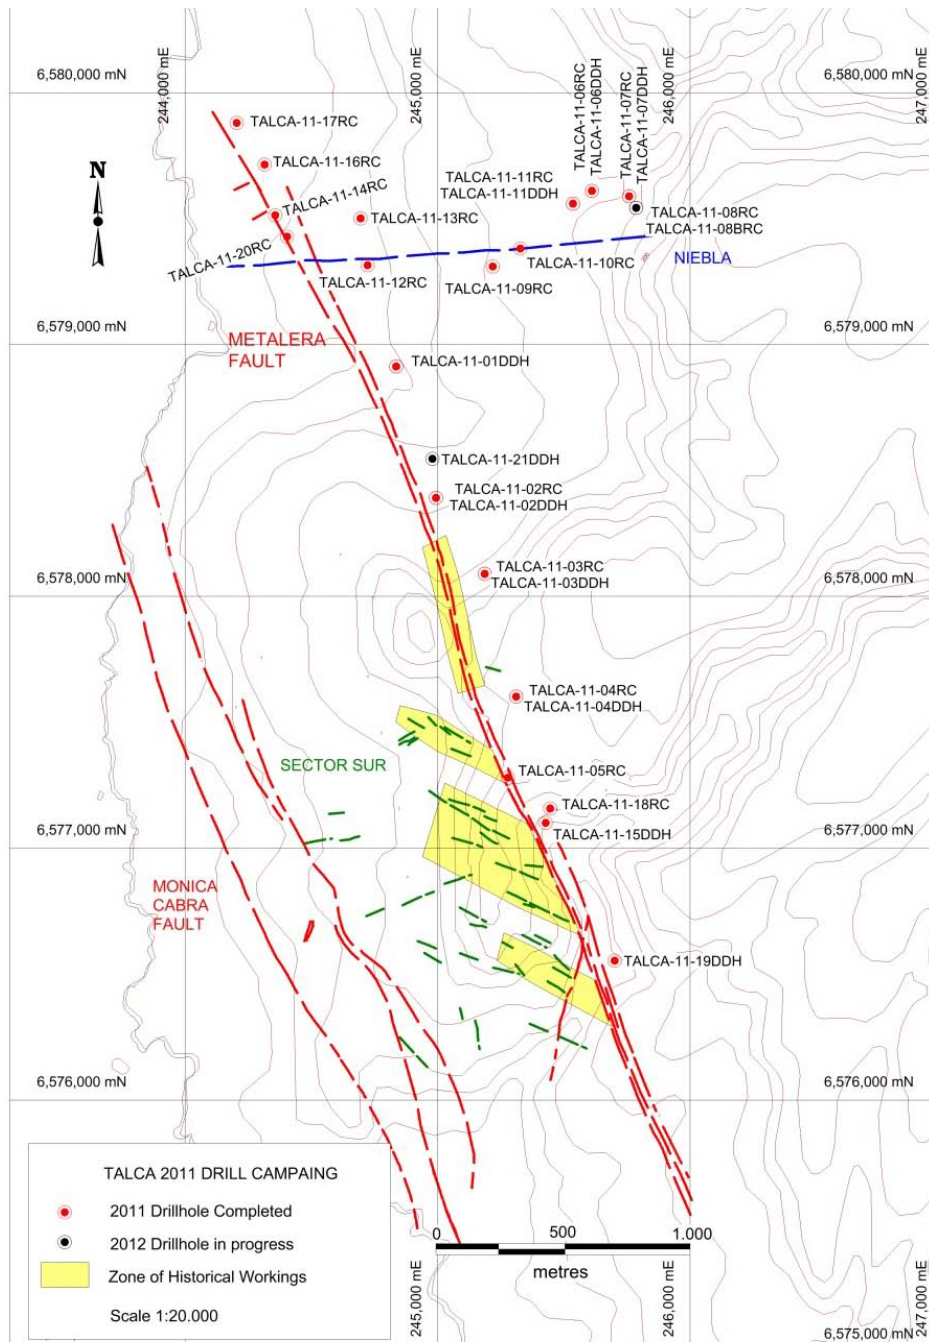 244,000 mE
245,000 mE
246,000 mE
247,000 mE
6,580,000 mN
6,580,000 mN
TALCA-11-06RC
TALCA-11-06DDH
TALCA-11-07RC
TALCA-11-07DDH
TALCA-11-17RC
N
TALCA-11-16RC
TALCA-11-11RC
TALCA-11-11DDH
TALCA-11-14RC
TALCA-11-13RC
TALCA-11-08RC
TALCA-11-08BRC
TALCA-11-20RC
TALCA-11-10RC
NIEBLA
TALCA-11-12RC
TALCA-11-09RC
6,579,000 mN
6,579,000 mN
METALERA
FAULT
TALCA-11-01DDH
TALCA-11-21DDH
TALCA-11-02RC
TALCA-11-02DDH
TALCA-11-03RC
TALCA-11-03DDH
6,578,000 mN
6,578,000 mN
TALCA-11-04RC
TALCA-11-04DDH
SECTOR SUR
TALCA-11-05RC
TALCA-11-18RC
TALCA-11-15DDH
6,577,000 mN
6,577,000 mN
MONICA
CABRA
FAULT
TALCA-11-19DDH
6,576,000 mN
6,576,000 mN
TALCA 2011 DRILL CAMPAING
2011 Drillhole Completed
2012 Drillhole in progress
Zone of Historical Workings
Scale 1:20.000
0 500 1.000
metres
245,000 mE
246,000 mE
247,000 mE
6,575,000 mN